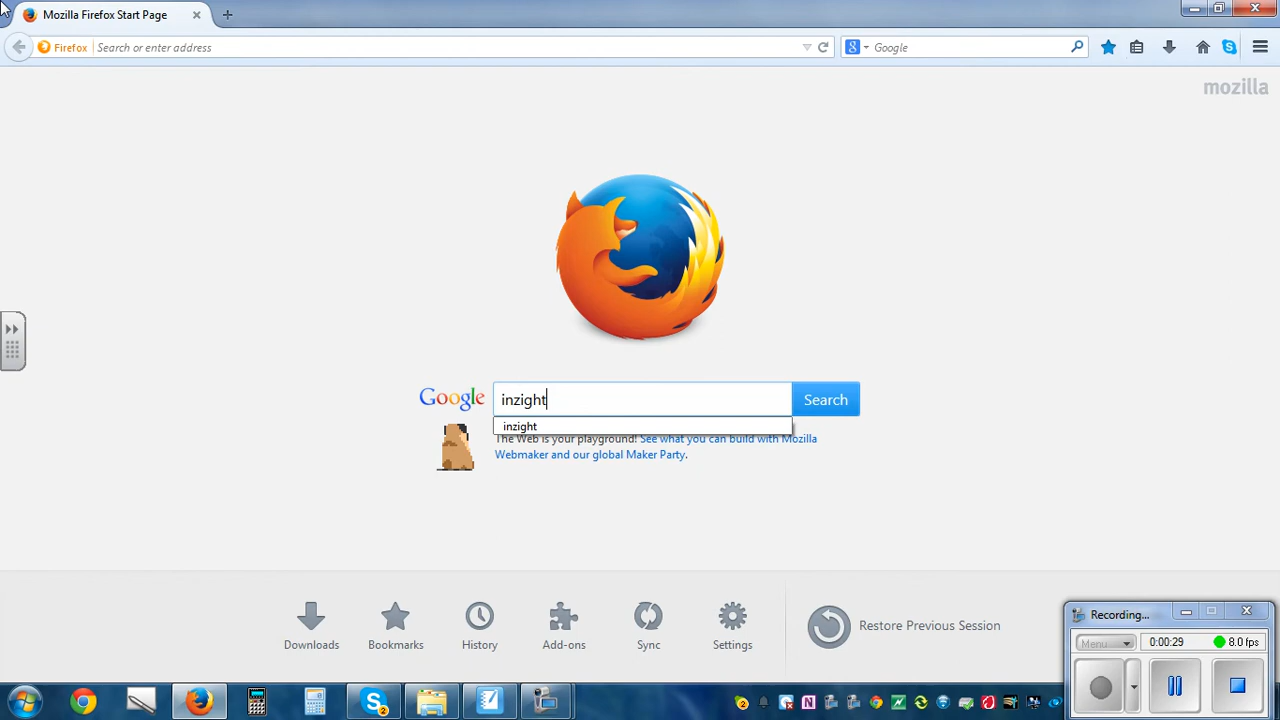 Mozilla Firefox Start Page
Firefox Search or enter address
Google
mozilla
Google inzight Search
inzight
The Web is your playground! See what you can build with Mozilla
Webmaker and our global Maker Party.
Downloads
Bookmarks
History
Add-ons
Sync
Settings
Restore Previous Session
Recording...
Menu
0:00:29
8.0 fps